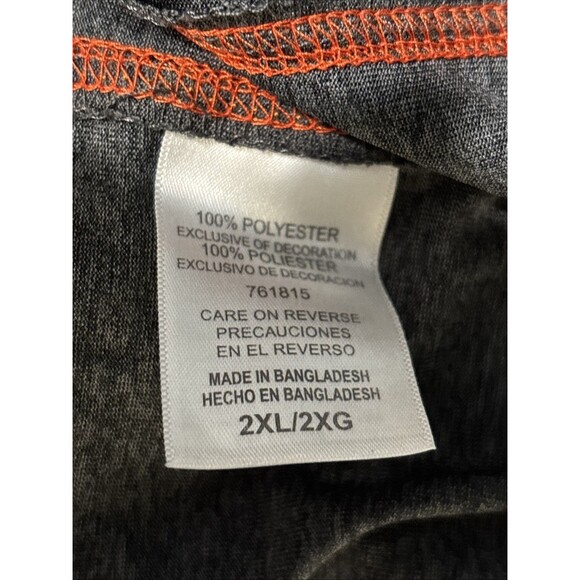 100% POLYESTER
EXCLUSIVE OF DECORATION
100% POLIESTER
EXCLUSIVO DE DECORACION
761815
CARE ON REVERSE
PRECAUCIONES
EN EL REVERSO
MADE IN BANGLADESH
HECHO EN BANGLADESH
2XL/2XG